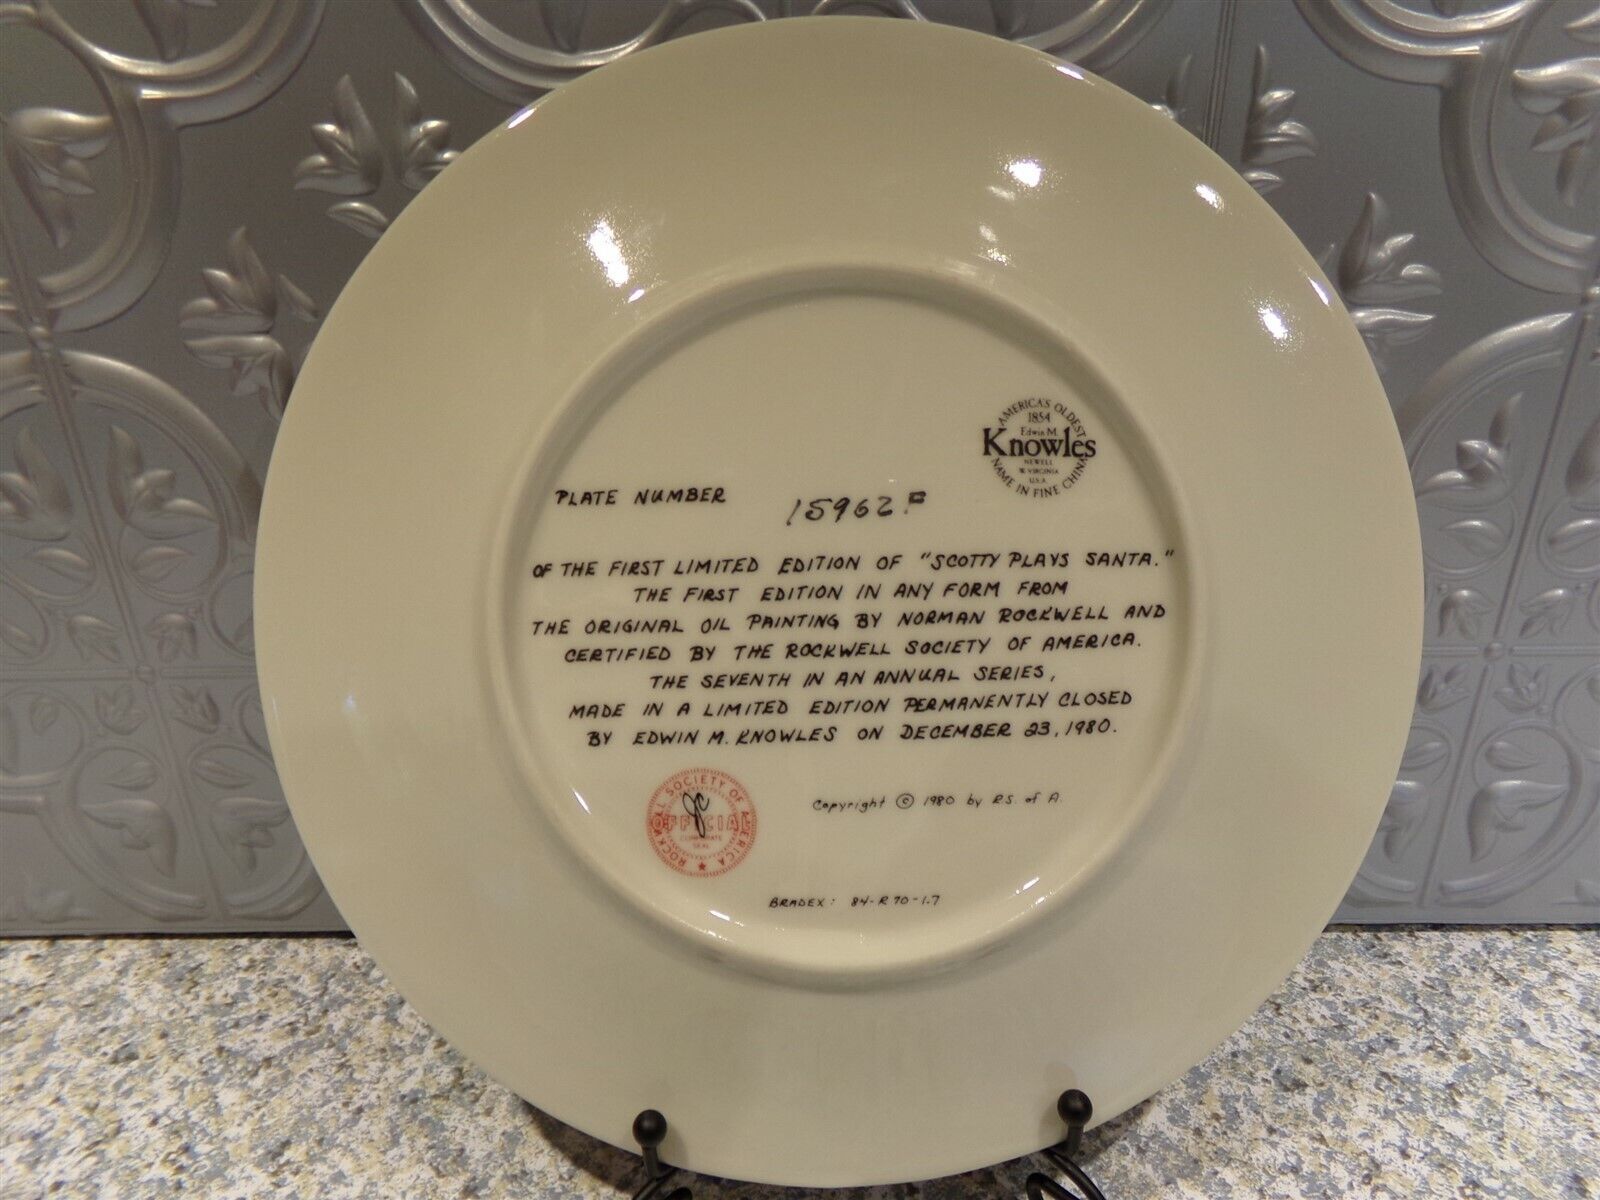 AMERICA'S OLDEST
1854
Edwin M.
Knowles
NEWELL
W. VIRGINIA
U.S.A.
NAME IN FINE CHINA
PLATE NUMBER 15962F
OF THE FIRST LIMITED EDITION OF "SCOTTY PLAYS SANTA."
THE FIRST EDITION IN ANY FORM FROM
THE ORIGINAL OIL PAINTING BY NORMAN ROCKWELL AND
CERTIFIED BY THE ROCKWELL SOCIETY OF AMERICA.
THE SEVENTH IN AN ANNUAL SERIES,
MADE IN A LIMITED EDITION PERMANENTLY CLOSED
BY EDWIN M. KNOWLES ON DECEMBER 23, 1980.
ROCKWELL SOCIETY OF AMERICA
OFFICIAL
CORPORATE
SEAL
Copyright © 1980 by R.S. of A.
BRADEX: 84-R70-1.7